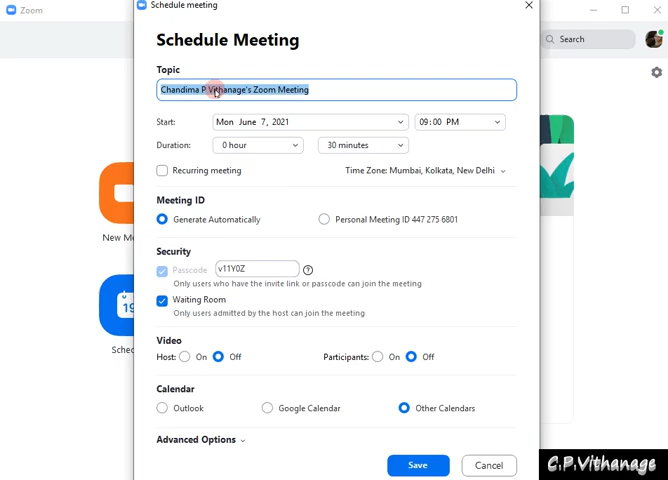 Zoom
Schedule meeting
Search
Schedule Meeting
Topic
Chandima P Vithanage's Zoom Meeting
Start: Mon June 7, 2021 09:00 PM
Duration: 0 hour 30 minutes
Recurring meeting Time Zone: Mumbai, Kolkata, New Delhi
Meeting ID
Generate Automatically Personal Meeting ID 447 275 6801
New Me
Security
Passcode v11Y0Z
Only users who have the invite link or passcode can join the meeting
Waiting Room
Only users admitted by the host can join the meeting
19
Sched
Video
Host: On Off Participants: On Off
Calendar
Outlook Google Calendar Other Calendars
Advanced Options
Save Cancel
C.P.Vithanage